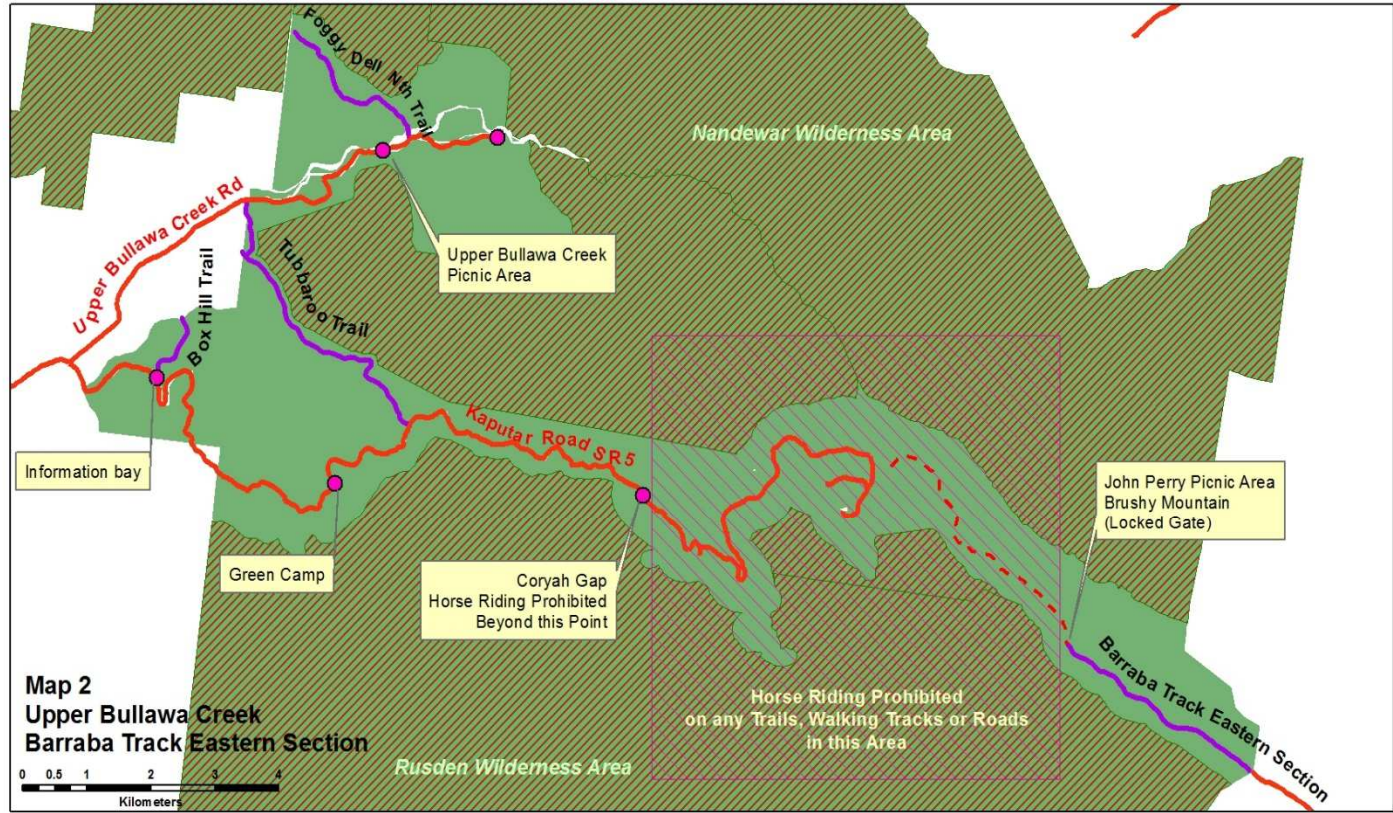 Foggy Dell Nth Trail
Nandewar Wilderness Area
Upper Bullawa Creek Rd
Upper Bullawa Creek
Picnic Area
Box Hill Trail
Tubbaroo Trail
Kaputar Road SR5
Information bay
Green Camp
Coryah Gap
Horse Riding Prohibited
Beyond this Point
John Perry Picnic Area
Brushy Mountain
(Locked Gate)
Barraba Track Eastern Section
Horse Riding Prohibited
on any Trails, Walking Tracks or Roads
in this Area
Rusden Wilderness Area
Map 2
Upper Bullawa Creek
Barraba Track Eastern Section
0 0.5 1 2 3 4
Kilometers